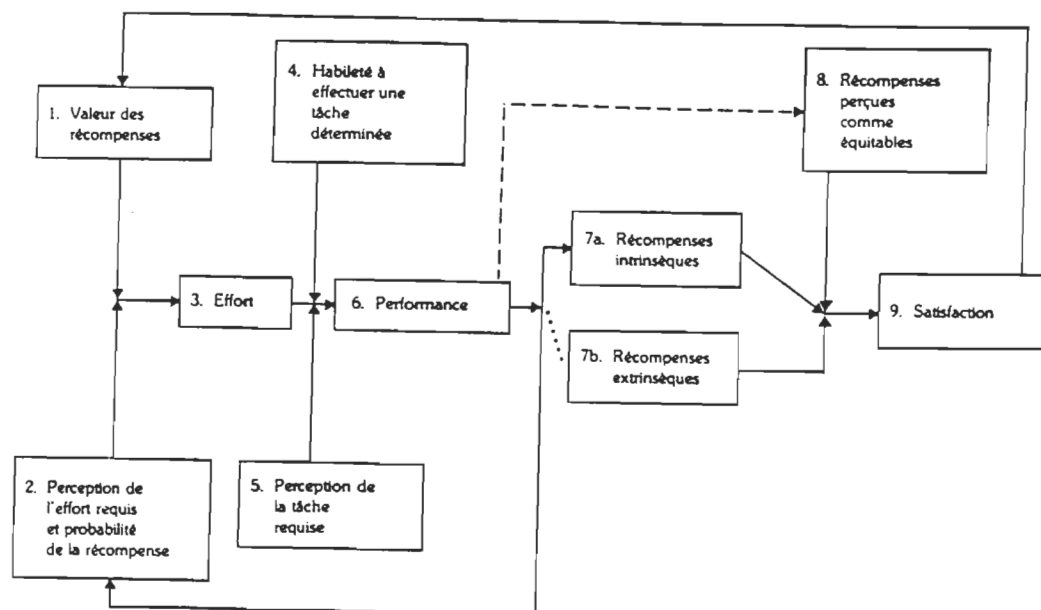 1. Valeur des
récompenses
2. Perception de
l'effort requis
et probabilité
de la récompense
3. Effort
4. Habileté à
effectuer une
tâche
déterminée
5. Perception de
la tâche
requise
6. Performance
7a. Récompenses
intrinsèques
7b. Récompenses
extrinsèques
8. Récompenses
perçues
comme
équitables
9. Satisfaction